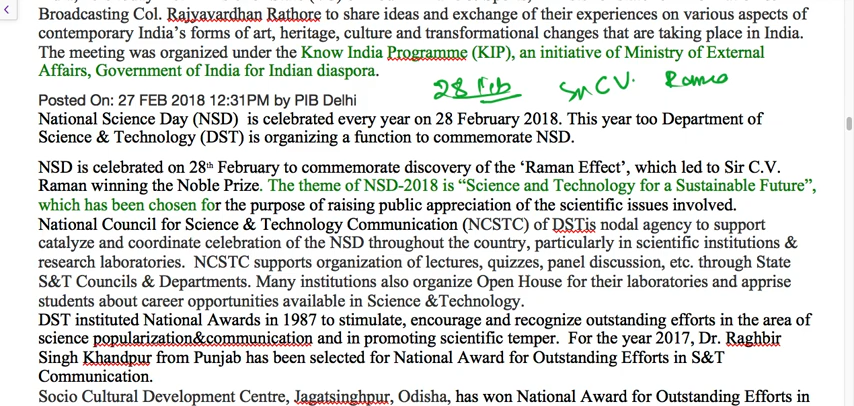 Broadcasting Col. Rajyavardhan Rathore to share ideas and exchange of their experiences on various aspects of
contemporary India's forms of art, heritage, culture and transformational changes that are taking place in India.
The meeting was organized under the Know India Programme (KIP), an initiative of Ministry of External
Affairs, Government of India for Indian diaspora.
28 Feb Sir C.V. Raman
Posted On: 27 FEB 2018 12:31PM by PIB Delhi
National Science Day (NSD)  is celebrated every year on 28 February 2018. This year too Department of
Science & Technology (DST) is organizing a function to commemorate NSD.
NSD is celebrated on 28th February to commemorate discovery of the 'Raman Effect', which led to Sir C.V.
Raman winning the Noble Prize. The theme of NSD-2018 is "Science and Technology for a Sustainable Future",
which has been chosen for the purpose of raising public appreciation of the scientific issues involved.
National Council for Science & Technology Communication (NCSTC) of DSTis nodal agency to support
catalyze and coordinate celebration of the NSD throughout the country, particularly in scientific institutions &
research laboratories.  NCSTC supports organization of lectures, quizzes, panel discussion, etc. through State
S&T Councils & Departments. Many institutions also organize Open House for their laboratories and apprise
students about career opportunities available in Science &Technology.
DST instituted National Awards in 1987 to stimulate, encourage and recognize outstanding efforts in the area of
science popularization&communication and in promoting scientific temper.  For the year 2017, Dr. Raghbir
Singh Khandpur from Punjab has been selected for National Award for Outstanding Efforts in S&T
Communication.
Socio Cultural Development Centre, Jagatsinghpur, Odisha, has won National Award for Outstanding Efforts in